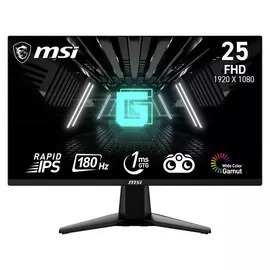 msi
25
FHD
1920 X 1080
G
RAPID
IPS
180 Hz
1ms
GTG
Wide Color
Gamut
msi